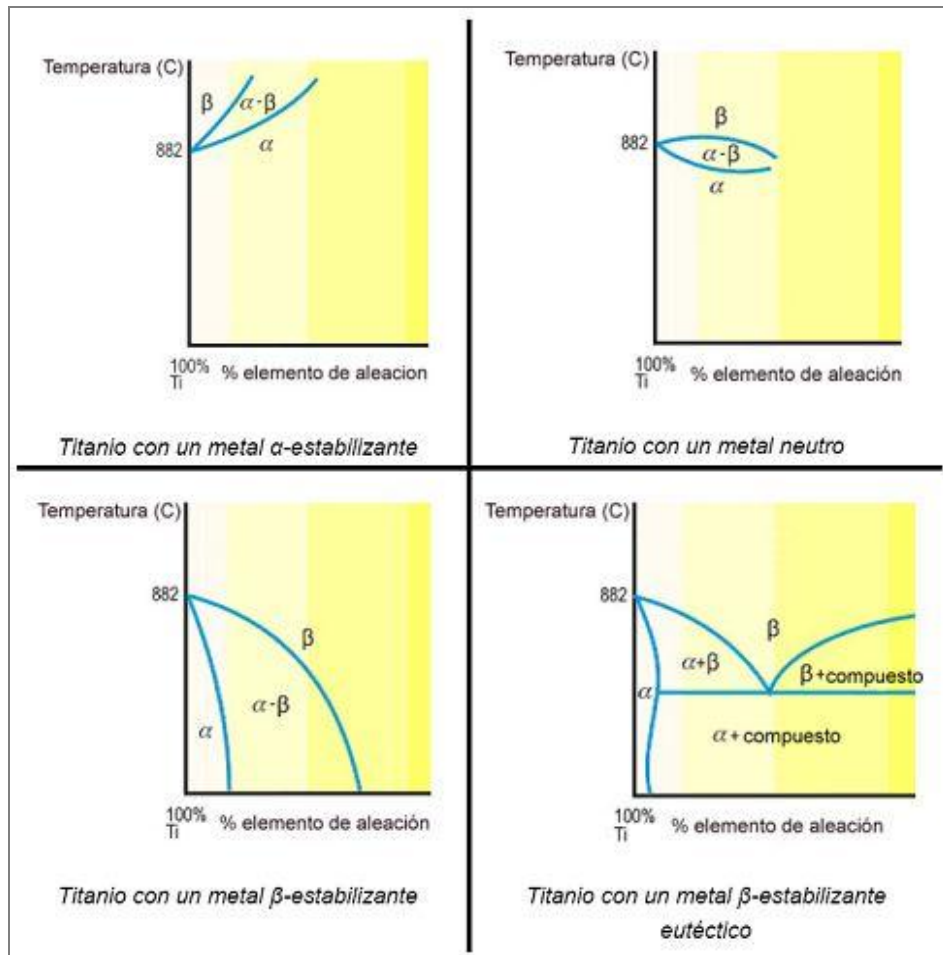 Temperatura (C)
β
α-β
α
882
100%
Ti
% elemento de aleacion
Titanio con un metal α-estabilizante
Temperatura (C)
β
882
α-β
α
100%
Ti
% elemento de aleación
Titanio con un metal neutro
Temperatura (C)
882
β
α-β
α
100%
Ti
% elemento de aleación
Titanio con un metal β-estabilizante
Temperatura (C)
882
β
α+β
β+compuesto
α
α+compuesto
100%
Ti
% elemento de aleación
Titanio con un metal β-estabilizante
eutéctico